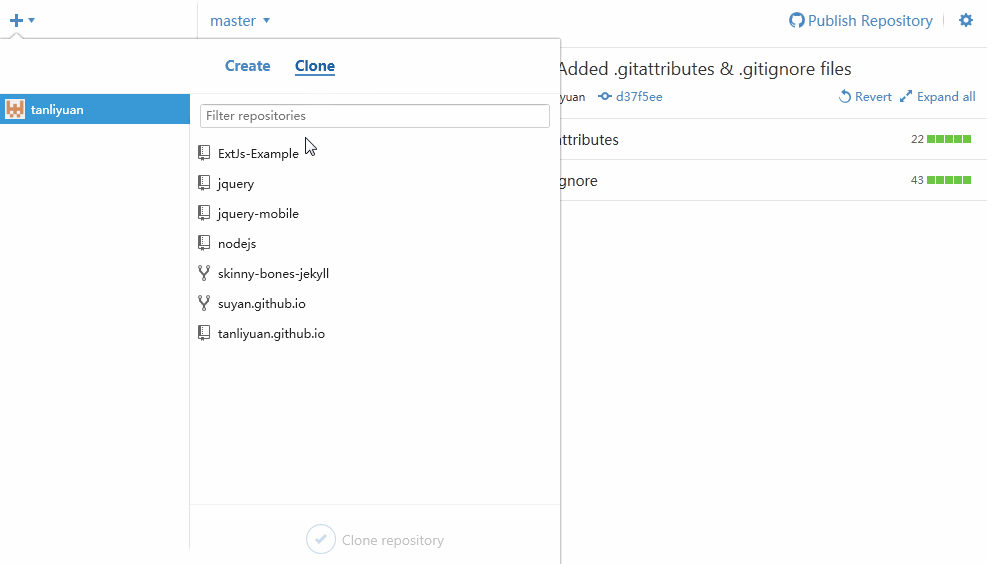 master
Publish Repository
Create Clone
Added .gitattributes & .gitignore files
tanliyuan
yuan d37f5ee Revert Expand all
Filter repositories
ttributes 22
ExtJs-Example
gnore 43
jquery
jquery-mobile
nodejs
skinny-bones-jekyll
suyan.github.io
tanliyuan.github.io
Clone repository